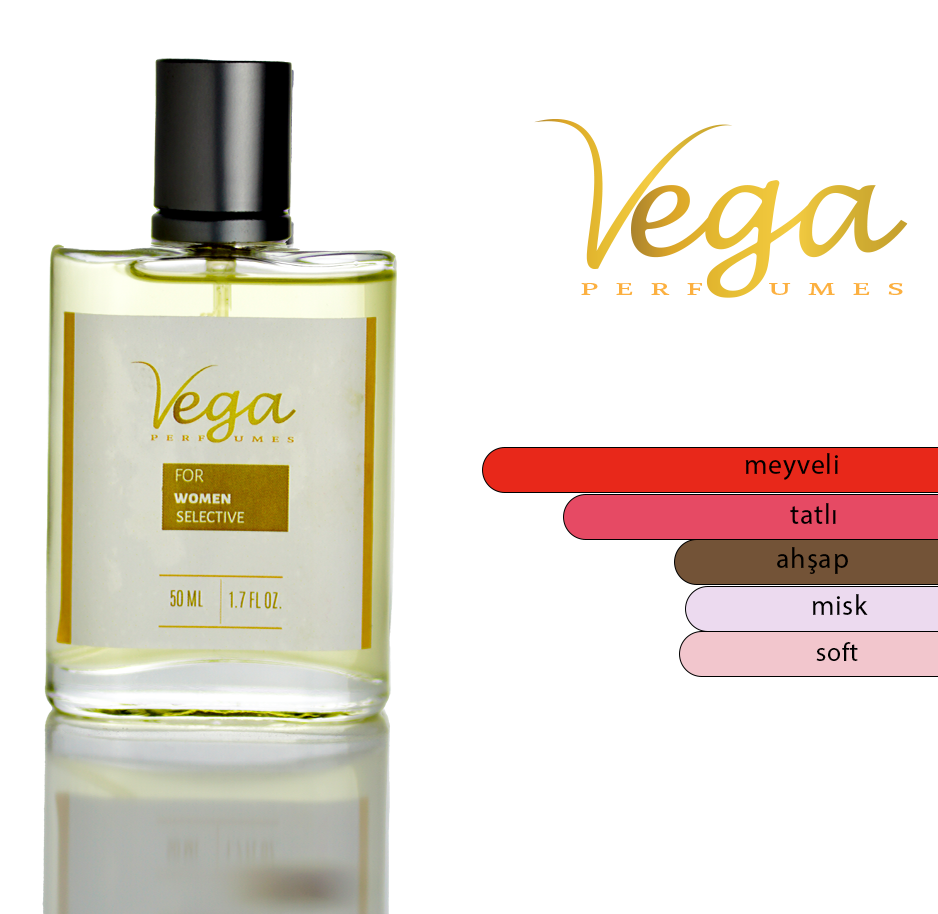 Vega
PERFUMES
FOR
WOMEN
SELECTIVE
50 ML
1.7 FL OZ.
Vega
PERFUMES
meyveli
tatlı
ahşap
misk
soft